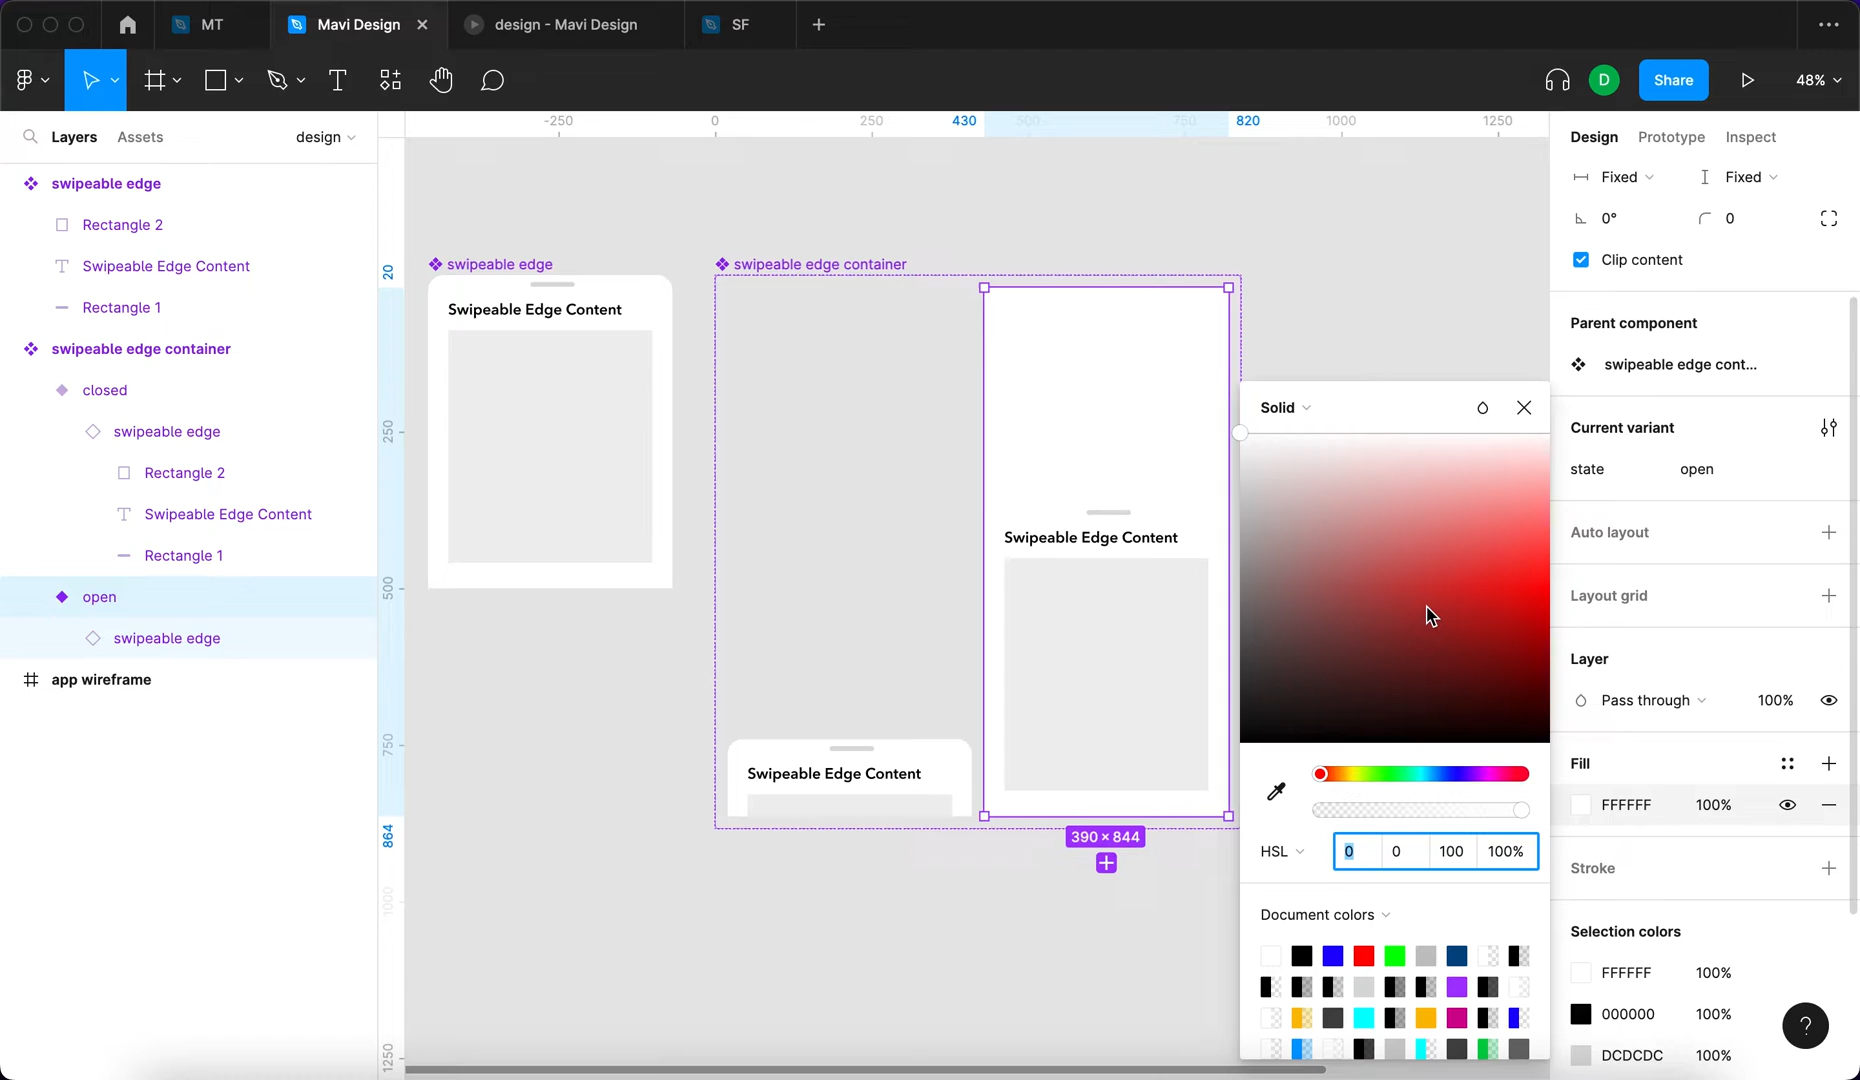 MT
Mavi Design
design - Mavi Design
SF
D
Share
48%
Layers
Assets
design
swipeable edge
Rectangle 2
Swipeable Edge Content
Rectangle 1
swipeable edge container
closed
swipeable edge
Rectangle 2
Swipeable Edge Content
Rectangle 1
open
swipeable edge
app wireframe
-250
0
250
430
500
750
820
1000
1250
20
250
500
750
864
1000
1250
swipeable edge
Swipeable Edge Content
swipeable edge container
Swipeable Edge Content
Swipeable Edge Content
390 × 844
Solid
HSL
0
0
100
100%
Document colors
Design
Prototype
Inspect
Fixed
Fixed
0°
0
Clip content
Parent component
swipeable edge cont...
Current variant
state
open
Auto layout
Layout grid
Layer
Pass through
100%
Fill
FFFFFF
100%
Stroke
Selection colors
FFFFFF
100%
000000
100%
DCDCDC
100%
?